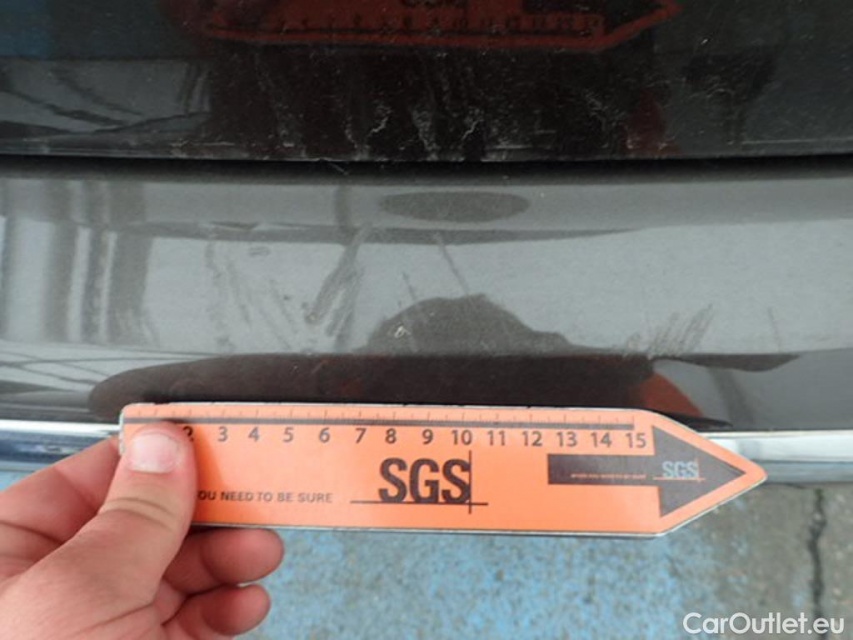 2 3 4 5 6 7 8 9 10 11 12 13 14 15
SGS
SGS
OU NEED TO BE SURE
CarOutlet.eu